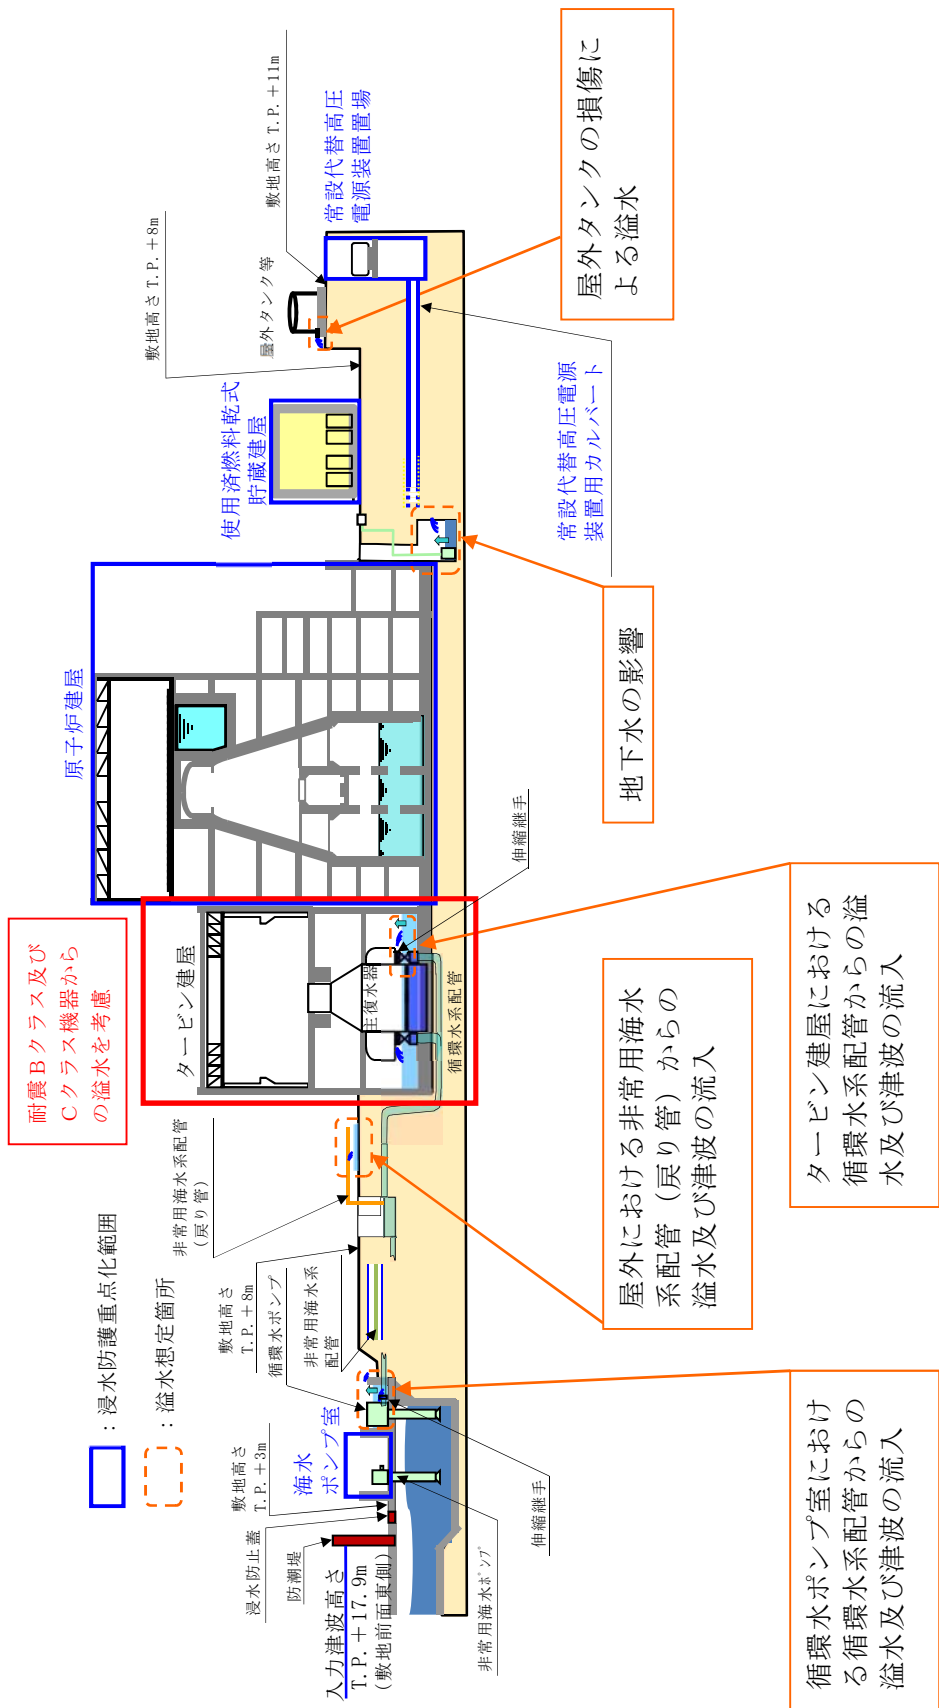 ：浸水防護重点化範囲
：溢水想定箇所
耐震Ｂクラス及び
Ｃクラス機器から
の溢水を考慮
入力津波高さ
T.P.＋17.9m
（敷地前面東側）
防潮堤
浸水防止蓋
敷地高さ
T.P.＋3m
海水
ポンプ室
循環水ポンプ
敷地高さ
T.P.＋8m
非常用海水系
配管
非常用海水系配管
（戻り管）
タービン建屋
主復水器
循環水系配管
原子炉建屋
使用済燃料乾式
貯蔵建屋
敷地高さT.P.＋8m
屋外タンク等
敷地高さT.P.＋11m
常設代替高圧
電源装置置場
非常用海水ポンプ
伸縮継手
伸縮継手
常設代替高圧電源
装置用カルバート
循環水ポンプ室におけ
る循環水系配管からの
溢水及び津波の流入
屋外における非常用海水
系配管（戻り管）からの
溢水及び津波の流入
タービン建屋における
循環水系配管からの溢
水及び津波の流入
地下水の影響
屋外タンクの損傷に
よる溢水